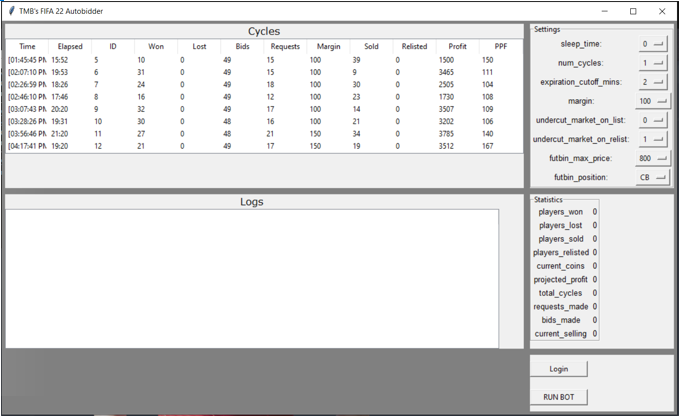 TMB's FIFA 22 Autobidder
Cycles
Time Elapsed ID Won Lost Bids Requests Margin Sold Relisted Profit PPF
[01:45:45 PM 15:52 5 10 0 49 15 100 39 0 1500 150
[02:07:10 PM 19:53 6 31 0 49 15 100 9 0 3465 111
[02:26:59 PM 18:26 7 24 0 49 18 100 30 0 2505 104
[02:46:10 PM 17:46 8 16 0 49 12 100 23 0 1730 108
[03:07:43 PM 20:20 9 32 0 49 17 100 14 0 3507 109
[03:28:26 PM 19:31 10 30 0 48 16 100 21 0 3202 106
[03:56:46 PM 21:20 11 27 0 48 21 150 34 0 3785 140
[04:17:41 PM 19:20 12 21 0 49 17 150 19 0 3512 167
Logs
Settings
sleep_time: 0
num_cycles: 1
expiration_cutoff_mins: 2
margin: 100
undercut_market_on_list: 0
undercut_market_on_relist: 1
futbin_max_price: 800
futbin_position: CB
Statistics
players_won 0
players_lost 0
players_sold 0
players_relisted 0
current_coins 0
projected_profit 0
total_cycles 0
requests_made 0
bids_made 0
current_selling 0
Login
RUN BOT